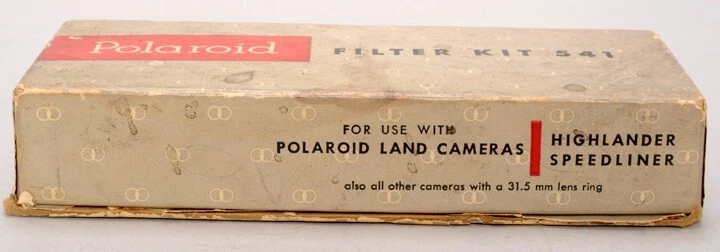 Polaroid FILTER KIT 541
FOR USE WITH
POLAROID LAND CAMERAS
HIGHLANDER
SPEEDLINER
also all other cameras with a 31.5 mm lens ring